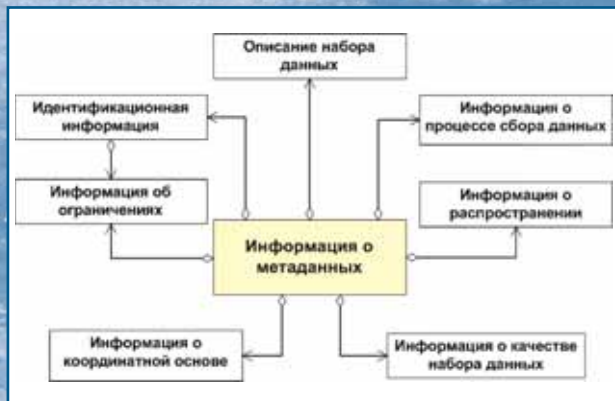 Описание набора
данных
Идентификационная
информация
Информация о
процессе сбора данных
Информация об
ограничениях
Информация о
распространении
Информация о
метаданных
Информация о
координатной основе
Информация о качестве
набора данных